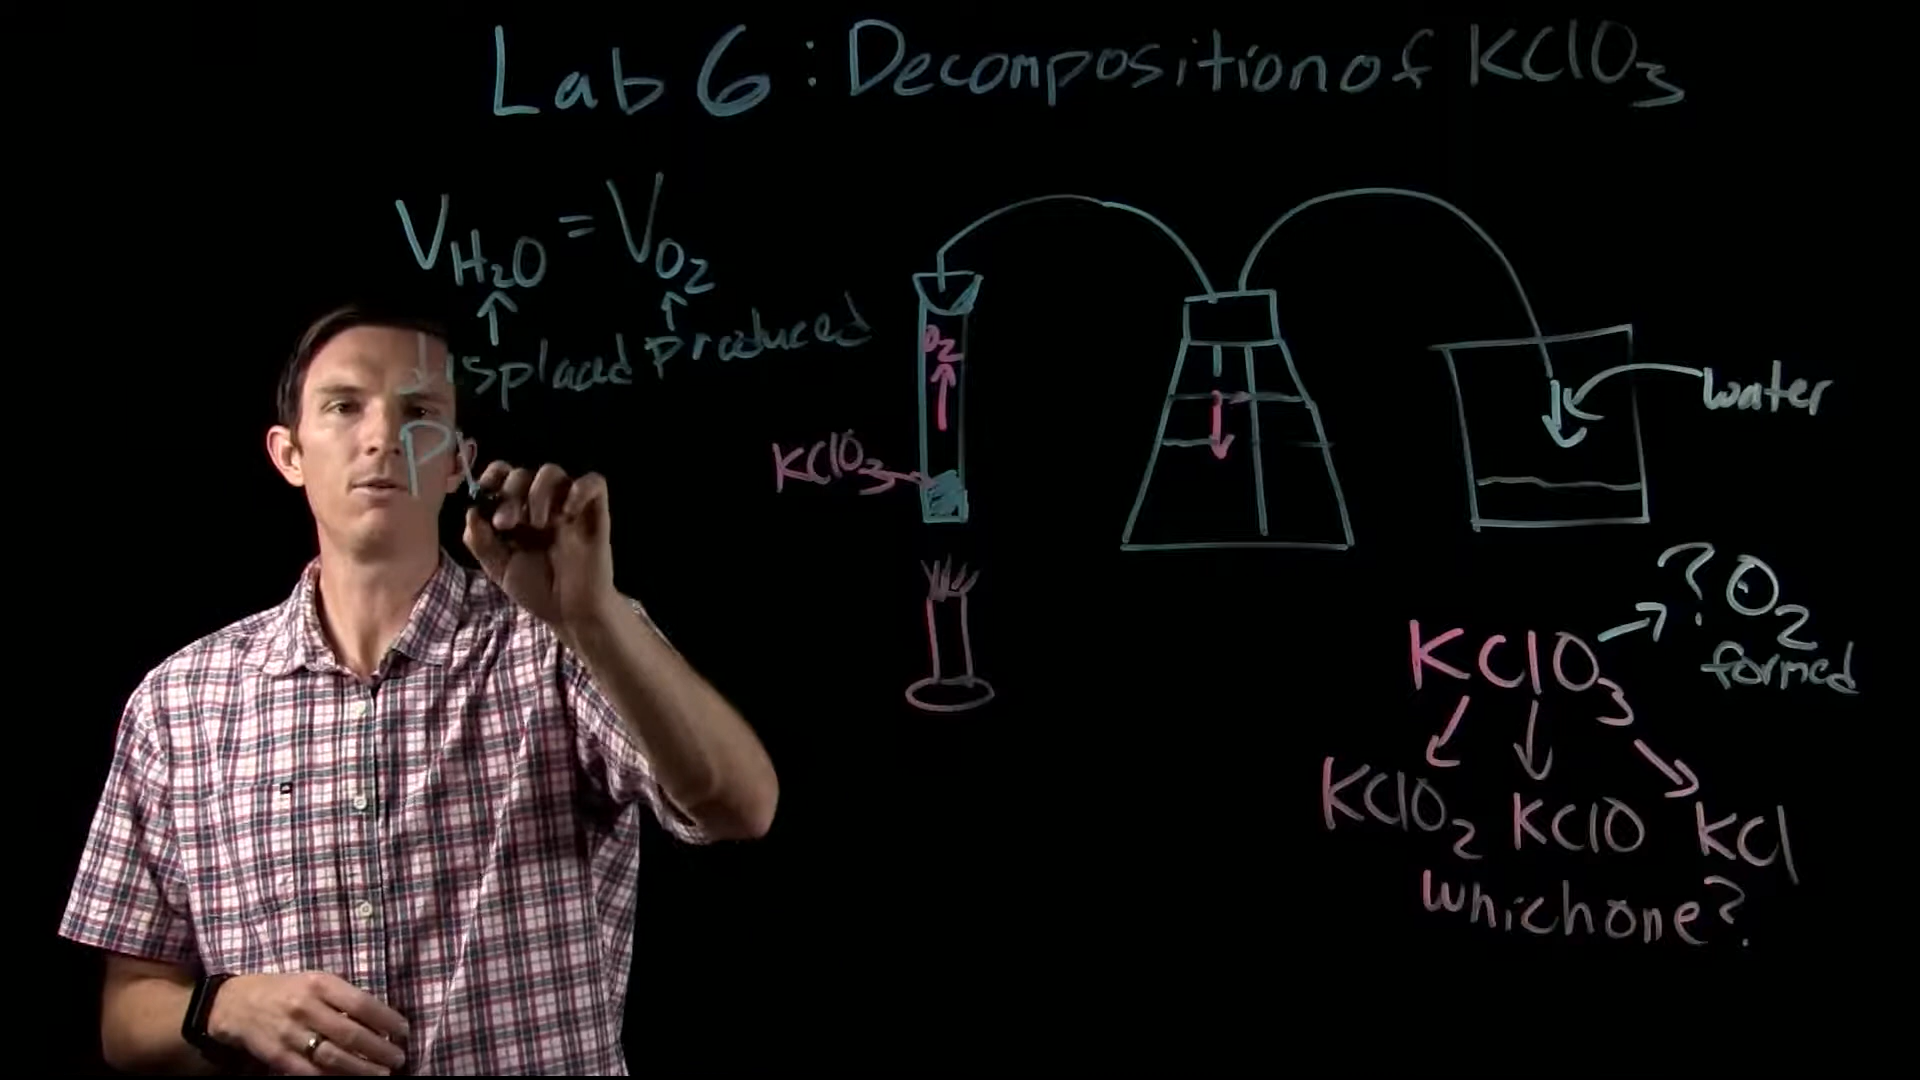 Lab 6: Decomposition of KClO3
VH2O = VO2
displaced produced
PV
O2
KClO3
water
KClO3 → ? O2
formed
KClO2 KClO KCl
which one?